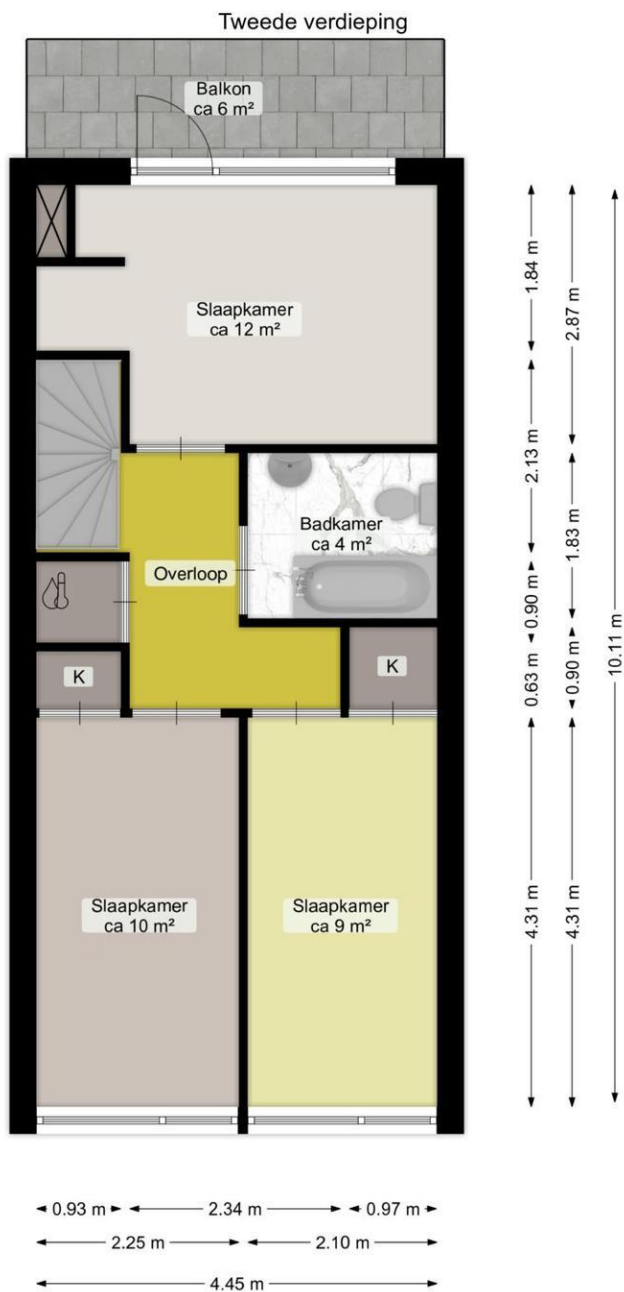 Tweede verdieping
Balkon
ca 6 m²
Slaapkamer
ca 12 m²
Badkamer
ca 4 m²
Overloop
K
K
Slaapkamer
ca 10 m²
Slaapkamer
ca 9 m²
1.84 m
2.13 m
0.90 m
0.63 m
4.31 m
2.87 m
1.83 m
0.90 m
4.31 m
10.11 m
0.93 m
2.34 m
0.97 m
2.25 m
2.10 m
4.45 m